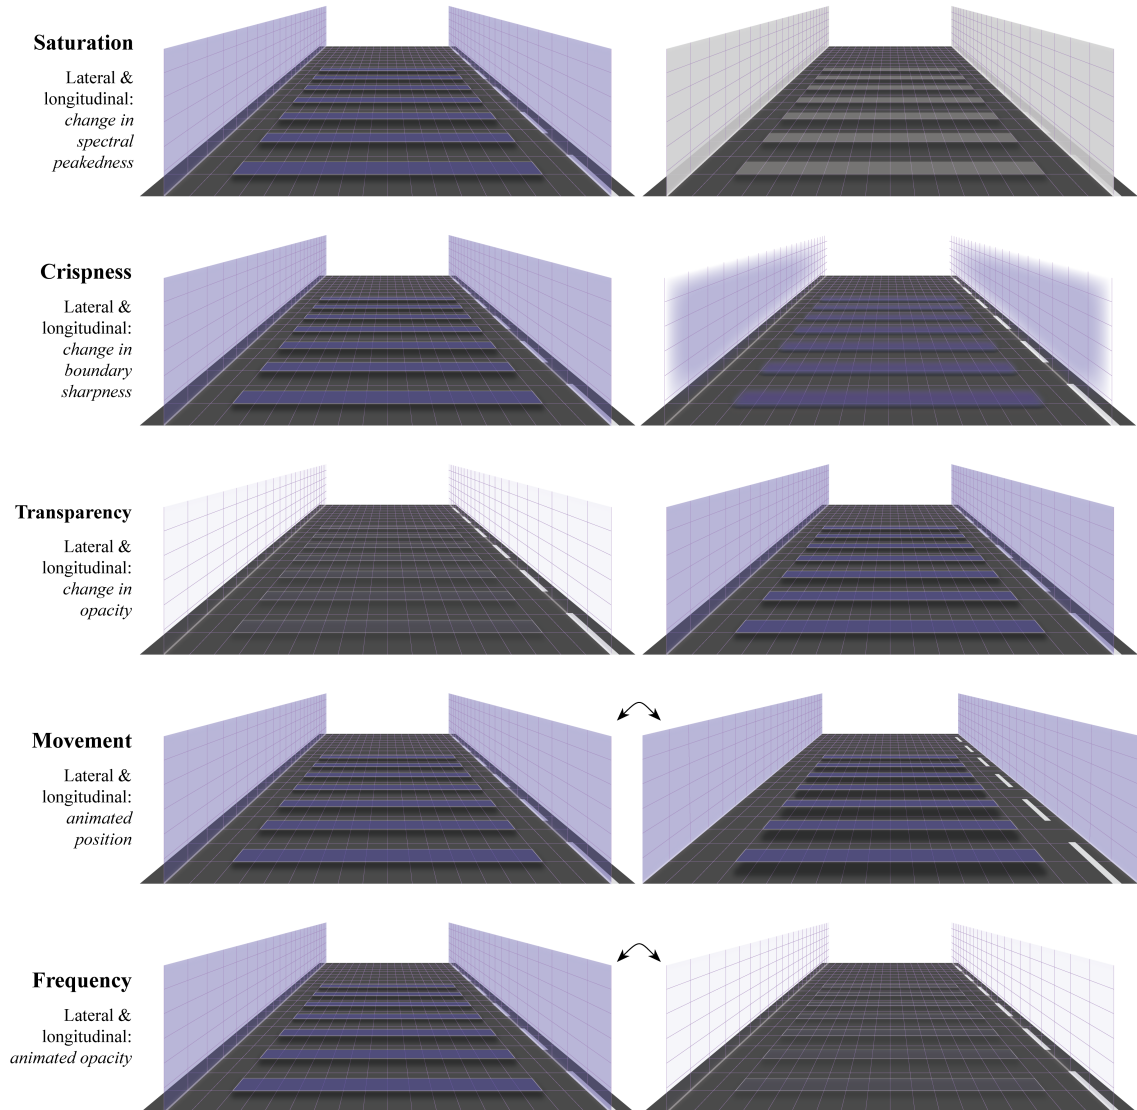 Saturation
Lateral &
longitudinal:
change in
spectral
peakedness
Crispness
Lateral &
longitudinal:
change in
boundary
sharpness
Transparency
Lateral &
longitudinal:
change in
opacity
Movement
Lateral &
longitudinal:
animated
position
Frequency
Lateral &
longitudinal:
animated opacity